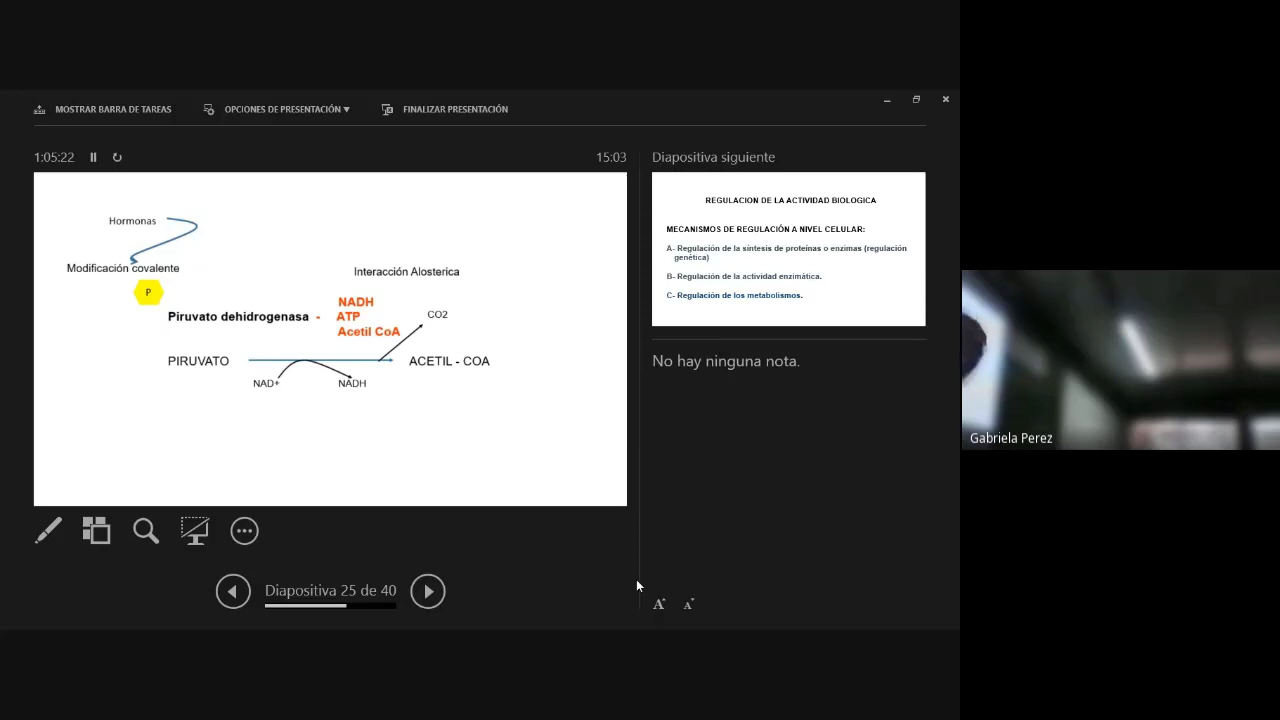 MOSTRAR BARRA DE TAREAS
OPCIONES DE PRESENTACIÓN ▼
FINALIZAR PRESENTACIÓN
1:05:22
15:03
Diapositiva siguiente
Hormonas
Modificación covalente
P
Interacción Alosterica
NADH
Piruvato dehidrogenasa - ATP
Acetil CoA
CO2
PIRUVATO
ACETIL - COA
NAD+
NADH
REGULACION DE LA ACTIVIDAD BIOLOGICA
MECANISMOS DE REGULACIÓN A NIVEL CELULAR:
A- Regulación de la síntesis de proteínas o enzimas (regulación
genética)
B- Regulación de la actividad enzimática.
C- Regulación de los metabolismos.
No hay ninguna nota.
Gabriela Perez
Diapositiva 25 de 40
A A